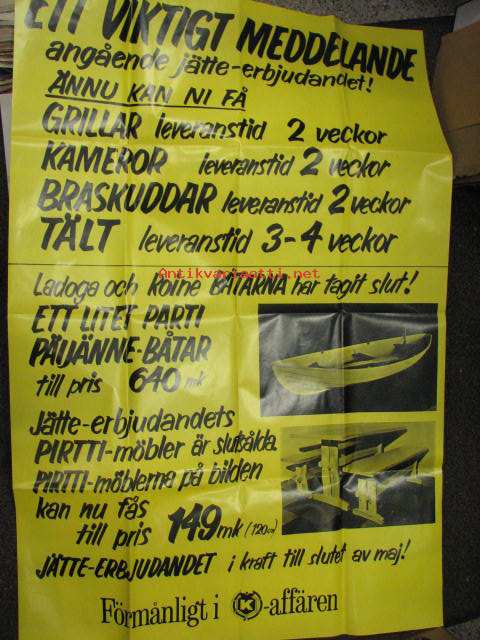 ETT VIKTIGT MEDDELANDE
angående jätte-erbjudandet!
ÄNNU KAN NI FÅ
GRILLAR leveranstid 2 veckor
KAMEROR leveranstid 2 veckor
BRASKUDDAR leveranstid 2 veckor
TÄLT leveranstid 3-4 veckor
Antikvariaatti.net
Ladoga och Koine BÅTARNA har tagit slut!
ETT LITET PARTI
PÄIJÄNNE-BÅTAR
till pris 640 mk
Jätte-erbjudandets
PIRTTI-möbler är slutsålda.
PIRTTI-möblerna på bilden
kan nu fås
till pris 149 mk (120cm)
JÄTTE-ERBJUDANDET i kraft till slutet av maj!
Förmånligt i K-affären